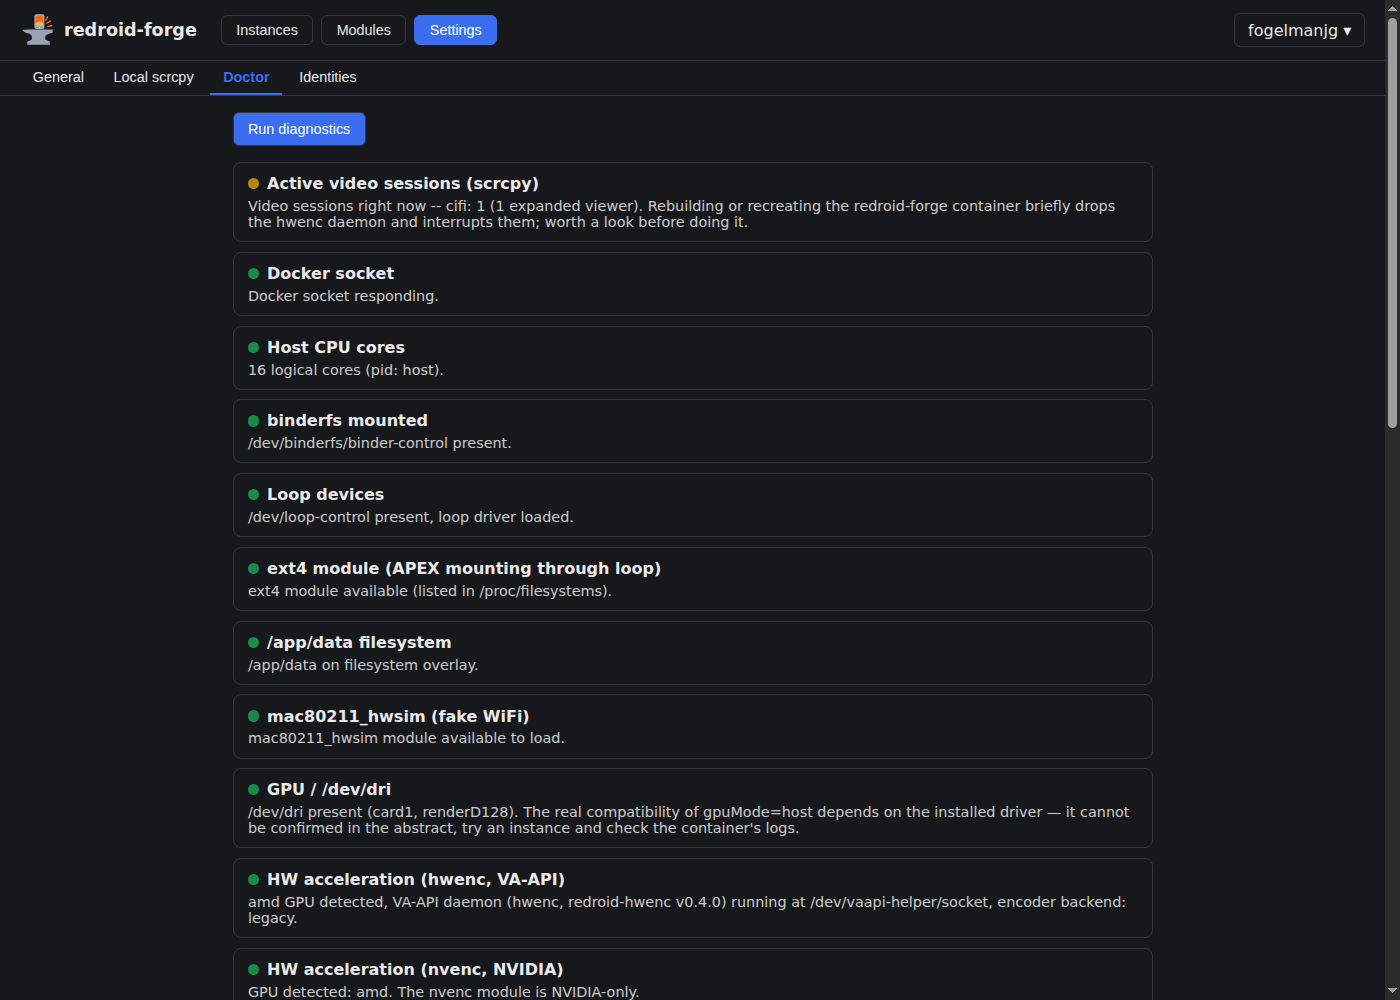 redroid-forge
Instances
Modules
Settings
fogelmanjg ▾
General
Local scrcpy
Doctor
Identities
Run diagnostics
Active video sessions (scrcpy)
Video sessions right now -- cifi: 1 (1 expanded viewer). Rebuilding or recreating the redroid-forge container briefly drops
the hwenc daemon and interrupts them; worth a look before doing it.
Docker socket
Docker socket responding.
Host CPU cores
16 logical cores (pid: host).
binderfs mounted
/dev/binderfs/binder-control present.
Loop devices
/dev/loop-control present, loop driver loaded.
ext4 module (APEX mounting through loop)
ext4 module available (listed in /proc/filesystems).
/app/data filesystem
/app/data on filesystem overlay.
mac80211_hwsim (fake WiFi)
mac80211_hwsim module available to load.
GPU / /dev/dri
/dev/dri present (card1, renderD128). The real compatibility of gpuMode=host depends on the installed driver — it cannot
be confirmed in the abstract, try an instance and check the container's logs.
HW acceleration (hwenc, VA-API)
amd GPU detected, VA-API daemon (hwenc, redroid-hwenc v0.4.0) running at /dev/vaapi-helper/socket, encoder backend:
legacy.
HW acceleration (nvenc, NVIDIA)
GPU detected: amd. The nvenc module is NVIDIA-only.